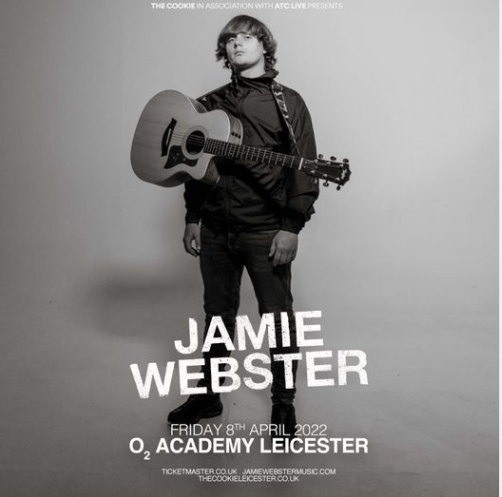 THE COOKIE IN ASSOCIATION WITH ATC LIVE PRESENTS
JAMIE
WEBSTER
FRIDAY 8TH APRIL 2022
O2 ACADEMY LEICESTER
TICKETMASTER.CO.UK JAMIEWEBSTERMUSIC.COM
THECOOKIELEICESTER.CO.UK